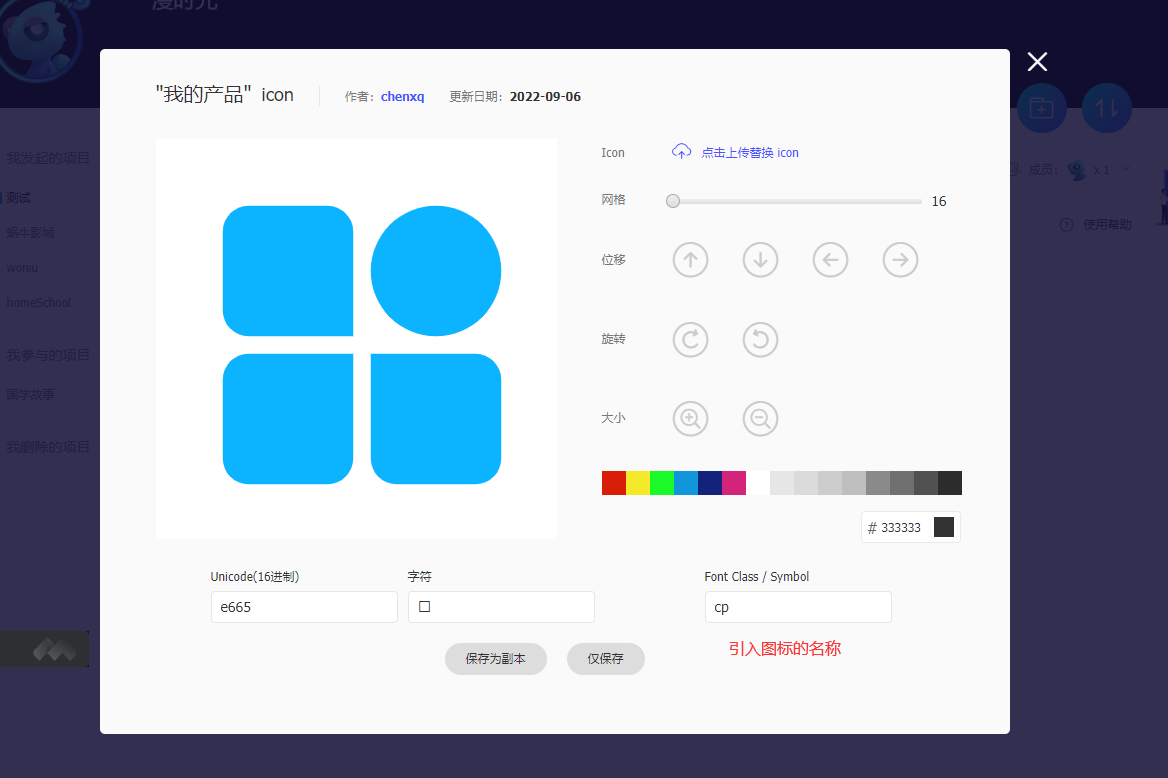 漫时光
"我的产品" icon
作者：chenxq 更新日期：2022-09-06
Icon 点击上传替换 icon
网格 16
位移
旋转
大小
# 333333
Unicode(16进制) 字符 Font Class / Symbol
e665 cp
保存为副本 仅保存
引入图标的名称
我发起的项目
测试
蜗牛影城
woniu
homeSchool
我参与的项目
国学故事
我删除的项目
成员： x 1
使用帮助